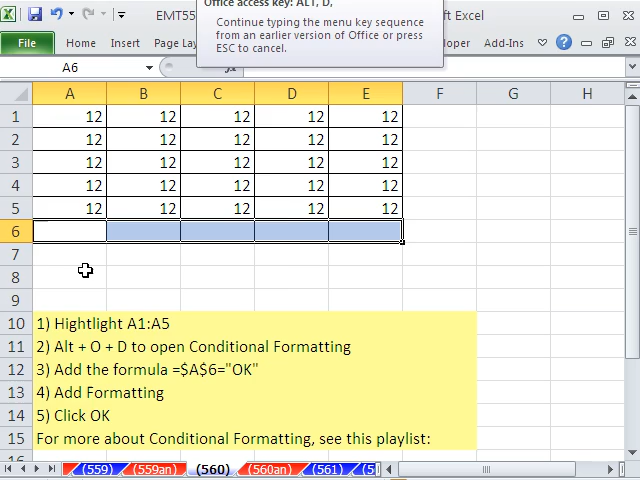 Office access key: ALT, D,
EMT55
t Excel
Continue typing the menu key sequence
from an earlier version of Office or press
ESC to cancel.
File Home Insert Page Lay loper Add-Ins
A6
A B C D E F G H
1 12 12 12 12 12
2 12 12 12 12 12
3 12 12 12 12 12
4 12 12 12 12 12
5 12 12 12 12 12
6
7
8
9
10 1) Hightlight A1:A5
11 2) Alt + O + D to open Conditional Formatting
12 3) Add the formula =$A$6="OK"
13 4) Add Formatting
14 5) Click OK
15 For more about Conditional Formatting, see this playlist:
(559) (559an) (560) (560an) (561) (5